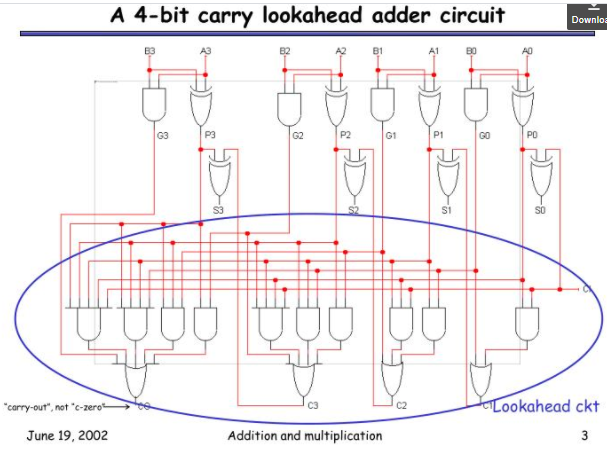 A 4-bit carry lookahead adder circuit
Downloa
B3 A3 B2 A2 B1 A1 B0 A0
G3 P3 G2 P2 G1 P1 G0 P0
S3 S2 S1 S0
"carry-out", not "c-zero" CO C3 C2 C1 Lookahead ckt
June 19, 2002 Addition and multiplication 3